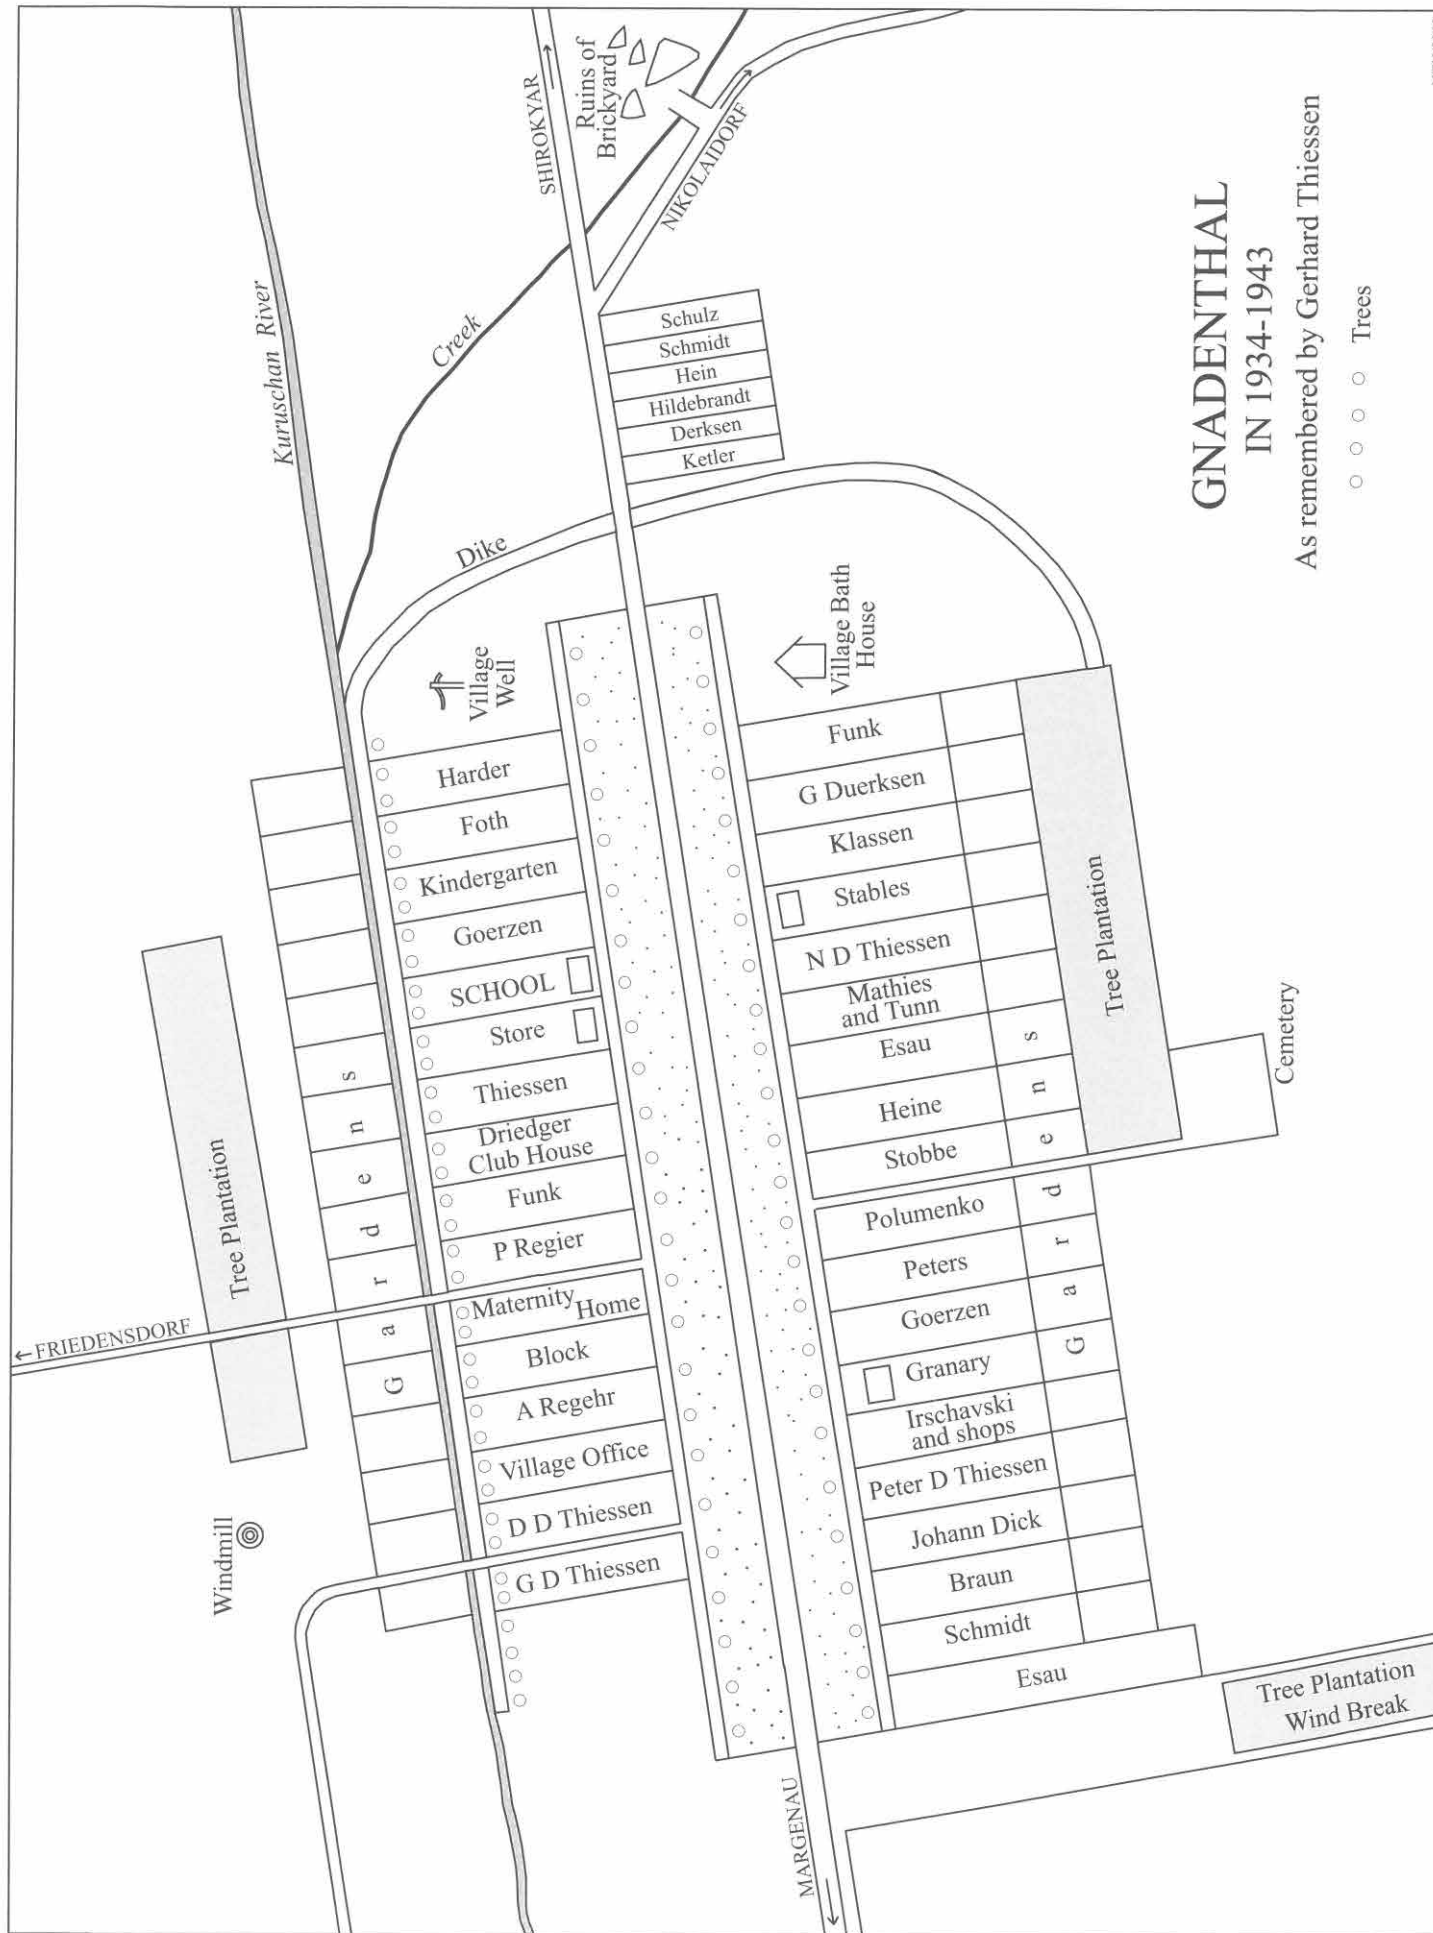 GNADENTHAL
IN 1934-1943
As remembered by Gerhard Thiessen
Trees
SHIROKYAR
Ruins of
Brickyard
NIKOLAIDORF
Kuruschan River
Creek
Schulz
Schmidt
Hein
Hildebrandt
Derksen
Ketler
Dike
Village
Well
Village Bath
House
Harder
Foth
Kindergarten
Goerzen
SCHOOL
Store
Thiessen
Driedger
Club House
Funk
P Regier
Maternity Home
Block
A Regehr
Village Office
D D Thiessen
G D Thiessen
Gardens
Tree Plantation
FRIEDENSDORF
Windmill
Funk
G Duerksen
Klassen
Stables
N D Thiessen
Mathies
and Tunn
Esau
Heine
Stobbe
Polumenko
Peters
Goerzen
Granary
Irschavski
and shops
Peter D Thiessen
Johann Dick
Braun
Schmidt
Esau
Gardens
Tree Plantation
Cemetery
Tree Plantation
Wind Break
MARGENAU